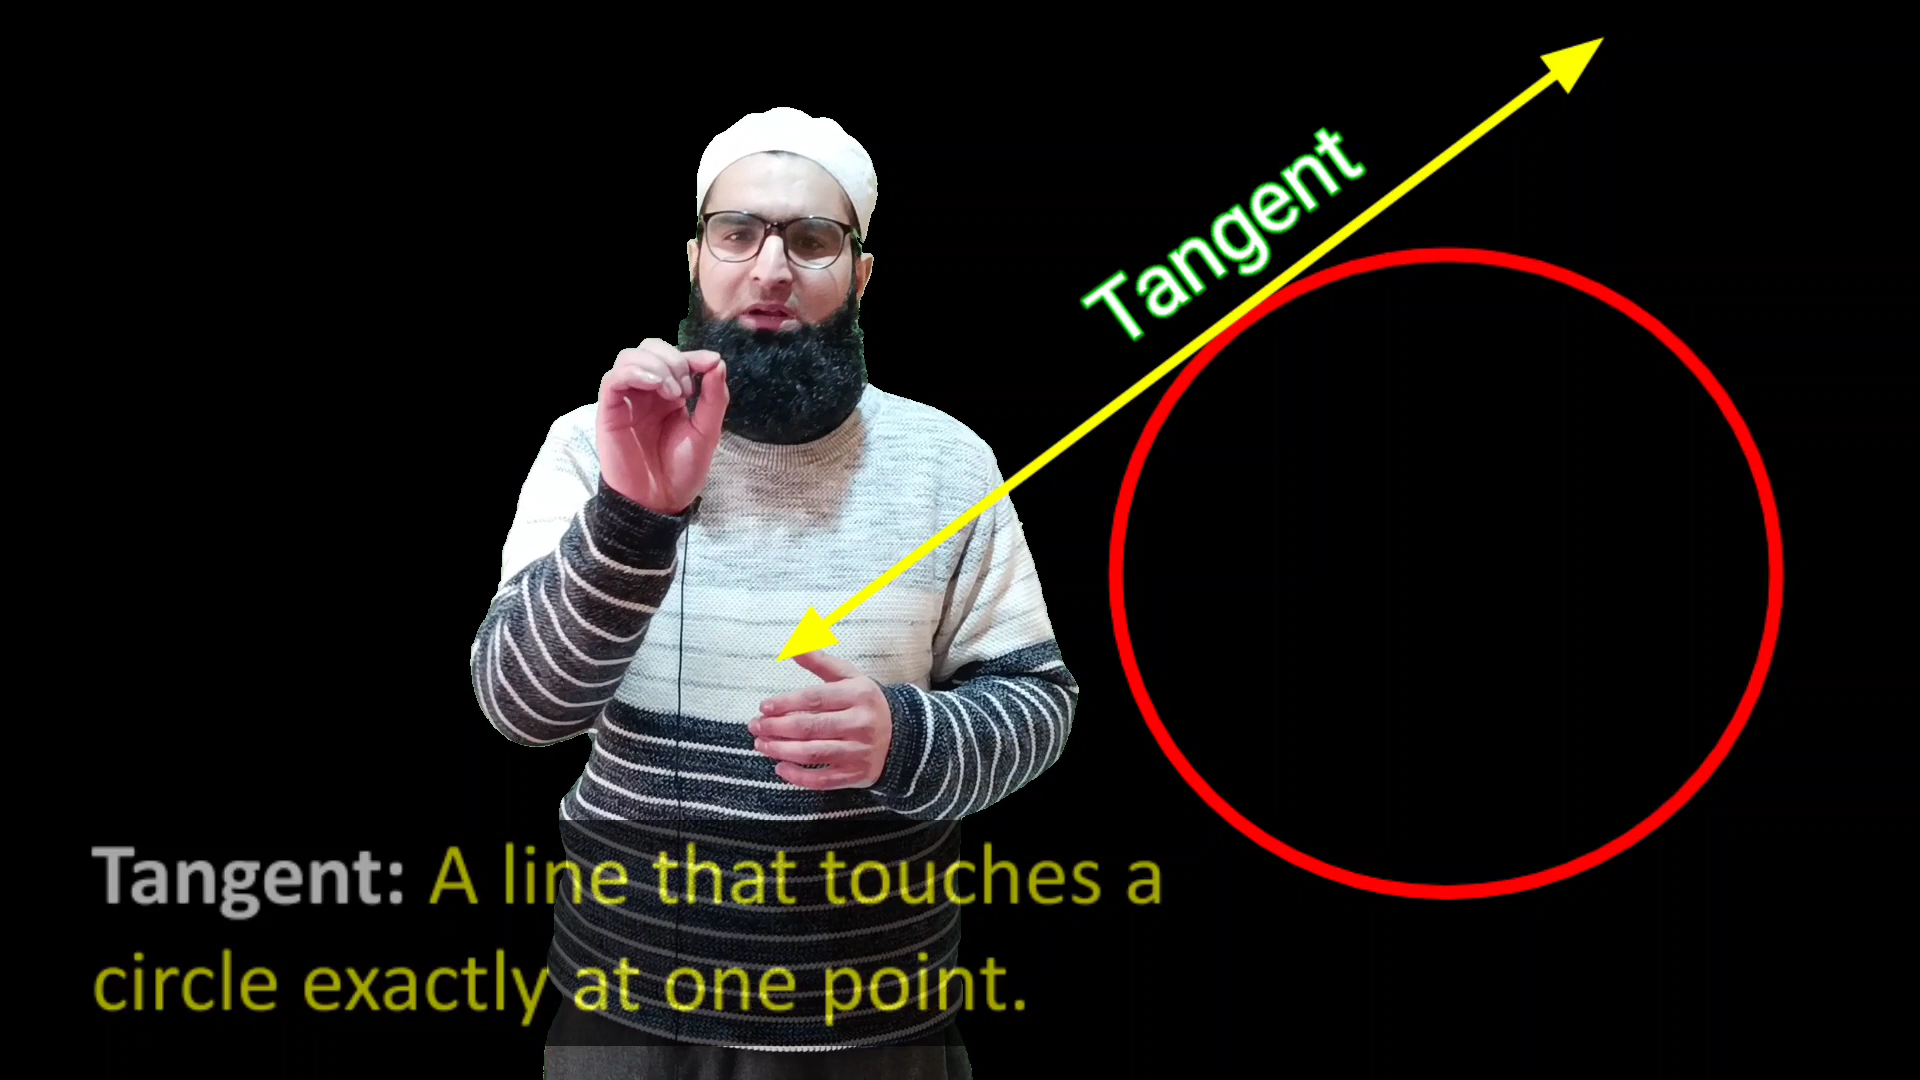 Tangent
Tangent: A line that touches a
circle exactly at one point.